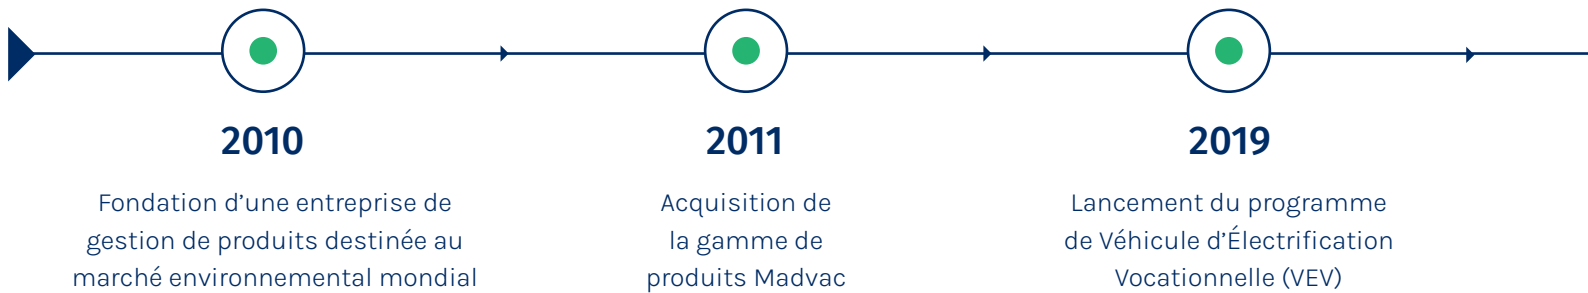 2010
Fondation d’une entreprise de
gestion de produits destinée au
marché environnemental mondial
2011
Acquisition de
la gamme de
produits Madvac
2019
Lancement du programme
de Véhicule d’Électrification
Vocationnelle (VEV)